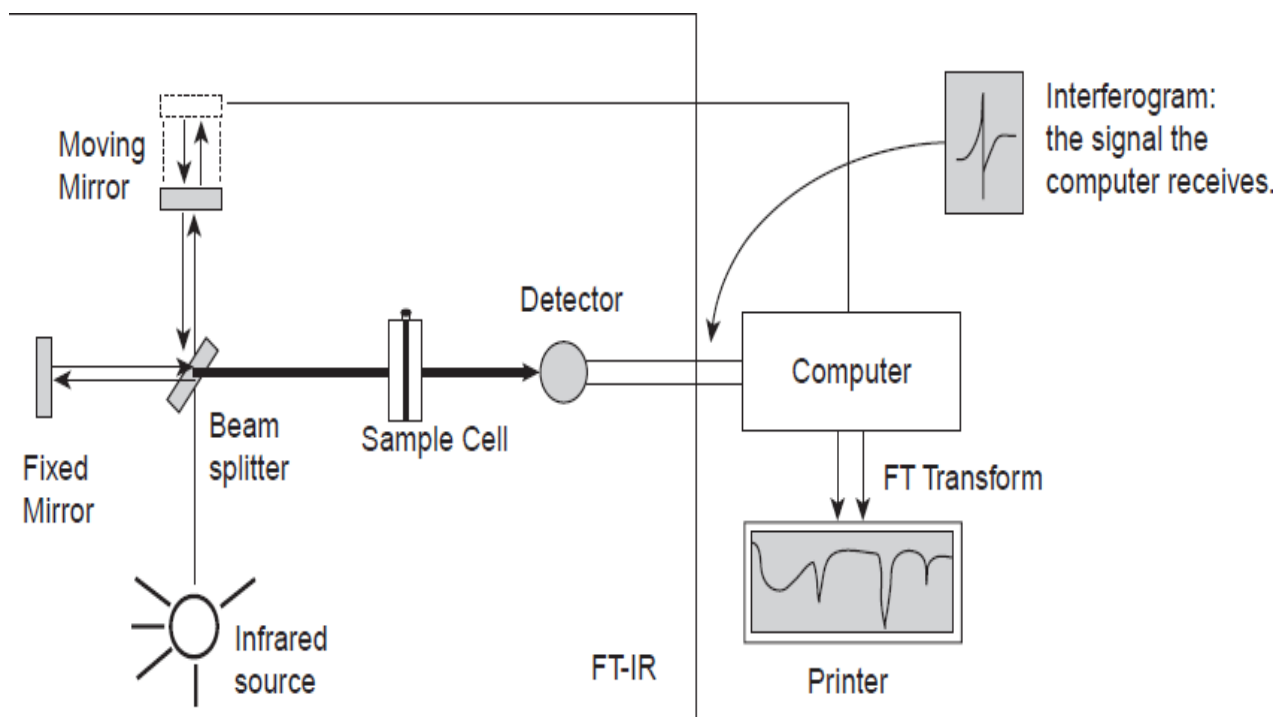 Moving
Mirror
Interferogram:
the signal the
computer receives.
Detector
Computer
Beam
splitter
Sample Cell
Fixed
Mirror
FT Transform
Infrared
source
FT-IR
Printer